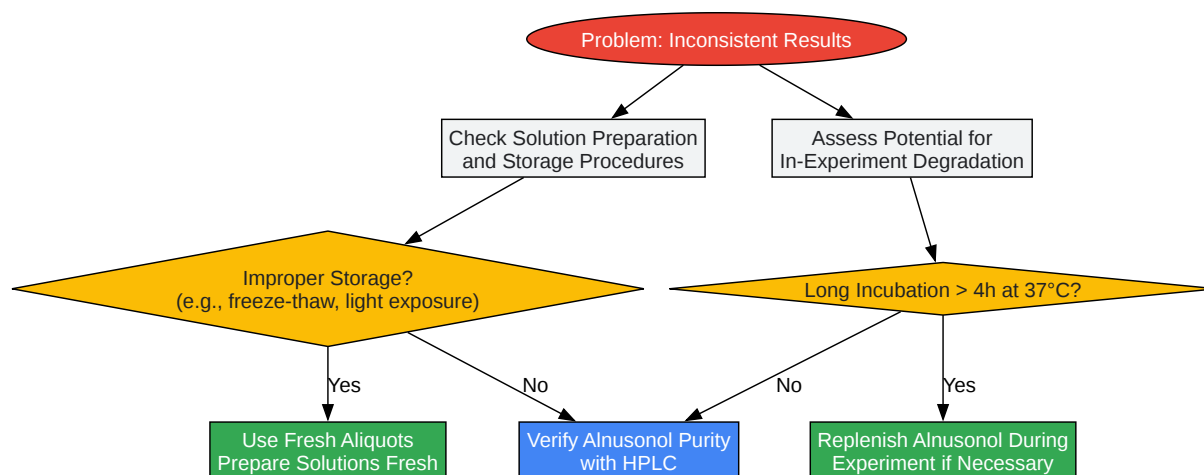 Problem: Inconsistent Results
Check Solution Preparation
and Storage Procedures
Assess Potential for
In-Experiment Degradation
Improper Storage?
(e.g., freeze-thaw, light exposure)
Long Incubation > 4h at 37°C?
Yes
No
No
Yes
Use Fresh Aliquots
Prepare Solutions Fresh
Verify Alnusonol Purity
with HPLC
Replenish Alnusonol During
Experiment if Necessary